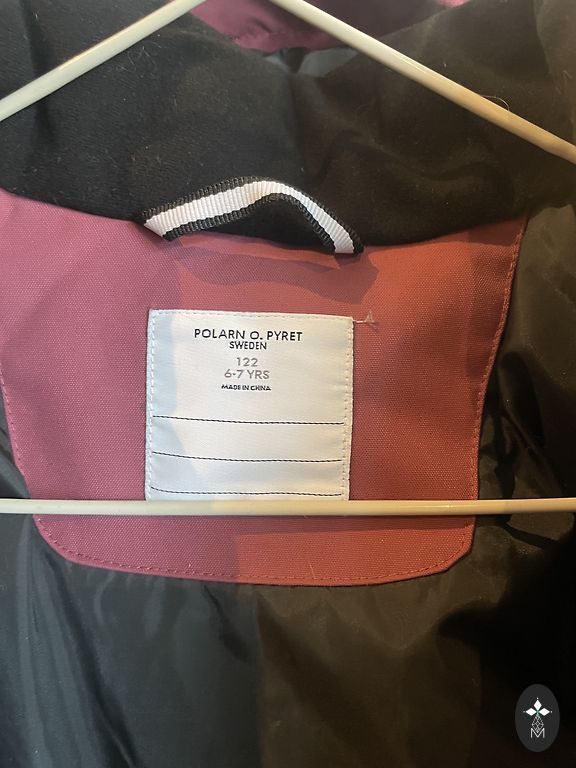 POLARN O. PYRET
SWEDEN
122
6-7 YRS
MADE IN CHINA
M